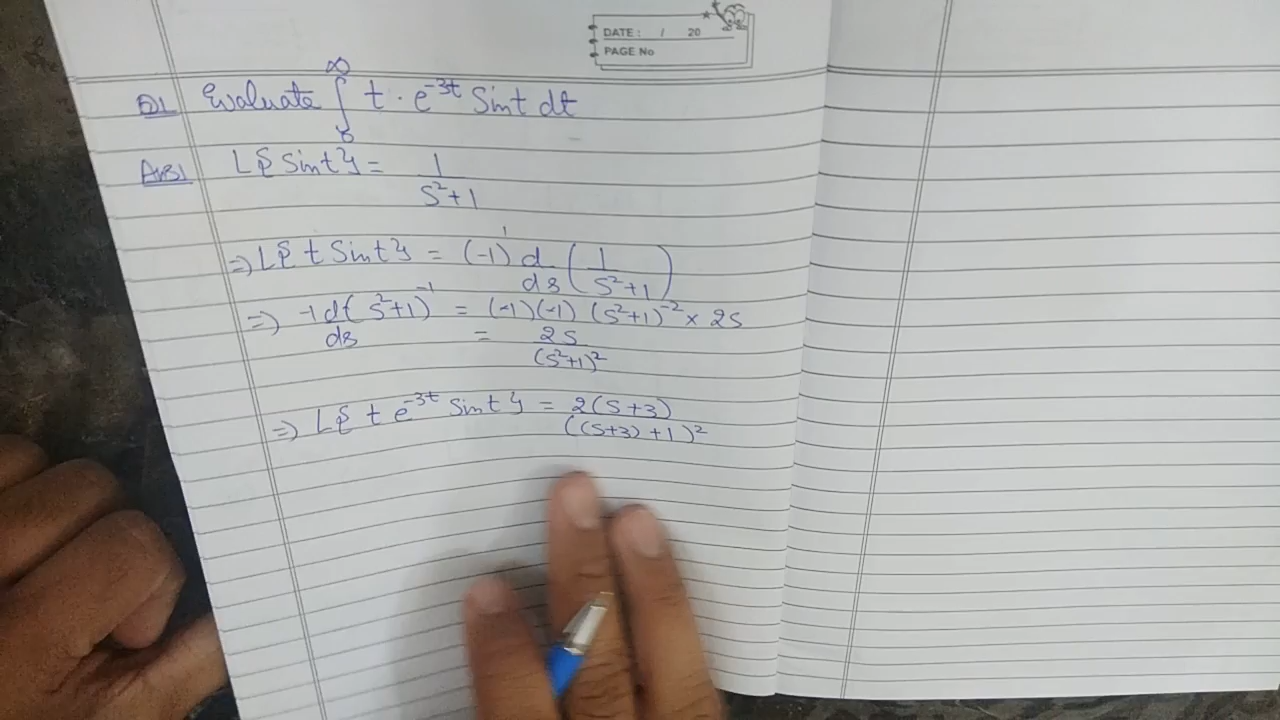 DATE : / 20
PAGE No
Q1 Evaluate ∫₀^∞ t · e^{-3t} Sint dt
Ans1 L{Sint} = 1/(S²+1)
=> L{t Sint} = (-1)¹ d/ds (1/(S²+1))
=> -1 d/ds (S²+1)^{-1} = (-1)(-1) (S²+1)^{-2} × 2S
= 2S/(S²+1)²
=> L{t e^{-3t} Sint} = 2(S+3)/((S+3)+1)²